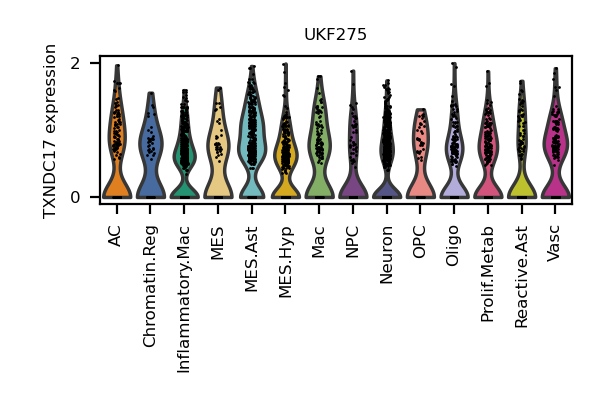 UKF275
TXNDC17 expression
2
0
AC
Chromatin.Reg
Inflammatory.Mac
MES
MES.Ast
MES.Hyp
Mac
NPC
Neuron
OPC
Oligo
Prolif.Metab
Reactive.Ast
Vasc